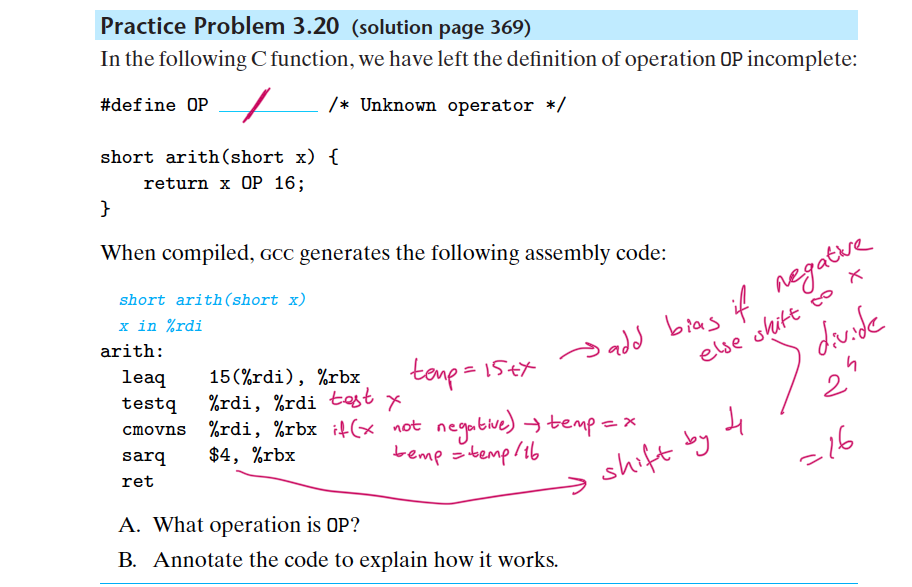 Practice Problem 3.20 (solution page 369)
In the following C function, we have left the definition of operation OP incomplete:
#define OP / /* Unknown operator */
short arith(short x) {
return x OP 16;
}
When compiled, GCC generates the following assembly code:
short arith(short x)
x in %rdi
arith:
leaq 15(%rdi), %rbx temp = 15+x → add bias if negative
else shift x
testq %rdi, %rdi test x
cmovns %rdi, %rbx if(x not negative) → temp = x
sarq $4, %rbx temp = temp/16 → shift by 4
divide
2ⁿ
=16
ret
A. What operation is OP?
B. Annotate the code to explain how it works.